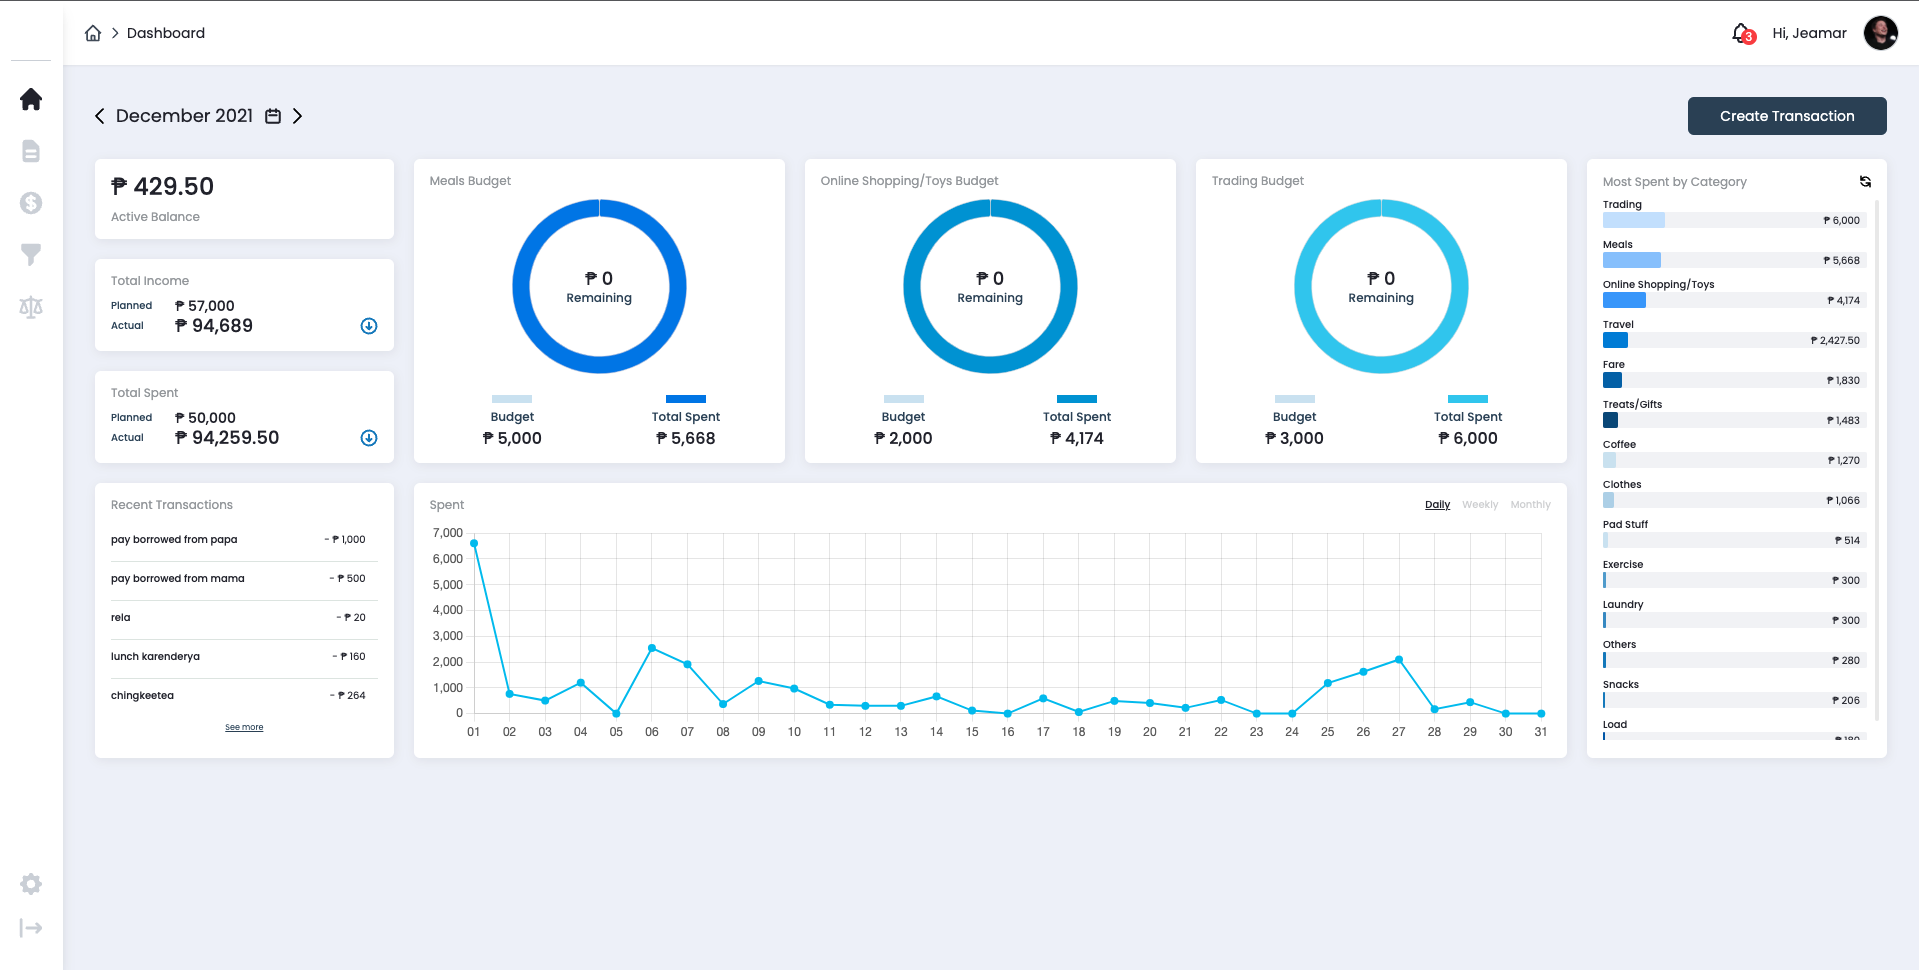 Dashboard
3
Hi, Jeamar
December 2021
Create Transaction
₱ 429.50
Active Balance
Total Income
Planned ₱ 57,000
Actual ₱ 94,689
Total Spent
Planned ₱ 50,000
Actual ₱ 94,259.50
Meals Budget
₱ 0
Remaining
Budget Total Spent
₱ 5,000 ₱ 5,668
Online Shopping/Toys Budget
₱ 0
Remaining
Budget Total Spent
₱ 2,000 ₱ 4,174
Trading Budget
₱ 0
Remaining
Budget Total Spent
₱ 3,000 ₱ 6,000
Most Spent by Category
Trading
₱ 6,000
Meals
₱ 5,668
Online Shopping/Toys
₱ 4,174
Travel
₱ 2,427.50
Fare
₱ 1,830
Treats/Gifts
₱ 1,483
Coffee
₱ 1,270
Clothes
₱ 1,066
Pad Stuff
₱ 514
Exercise
₱ 300
Laundry
₱ 300
Others
₱ 280
Snacks
₱ 206
Load
Recent Transactions
pay borrowed from papa - ₱ 1,000
pay borrowed from mama - ₱ 500
rela - ₱ 20
lunch karenderya - ₱ 160
chingkeetea - ₱ 264
See more
Spent
Daily Weekly Monthly
7,000
6,000
5,000
4,000
3,000
2,000
1,000
0
01 02 03 04 05 06 07 08 09 10 11 12 13 14 15 16 17 18 19 20 21 22 23 24 25 26 27 28 29 30 31